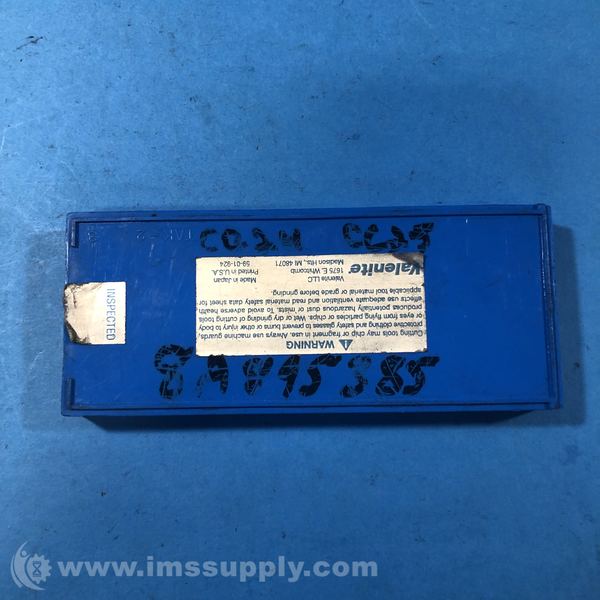 INSPECTED
⚠ WARNING
Cutting tools may chip or fragment in use. Always use machine guards,
protective clothing and safety glasses to prevent burns or other injury to body
or eyes from flying particles or chips. Wet or dry grinding of cutting tools
produces potentially hazardous dust or mists. To avoid adverse health
effects use adequate ventilation and read material safety data sheet for
applicable tool material or grade before grinding.
Valenite
Valenite LLC
1675 E. Whitcomb
Madison Hts., MI 48071
Made in Japan
Printed in U.S.A.
59-01-924
imssupply
www.imssupply.com